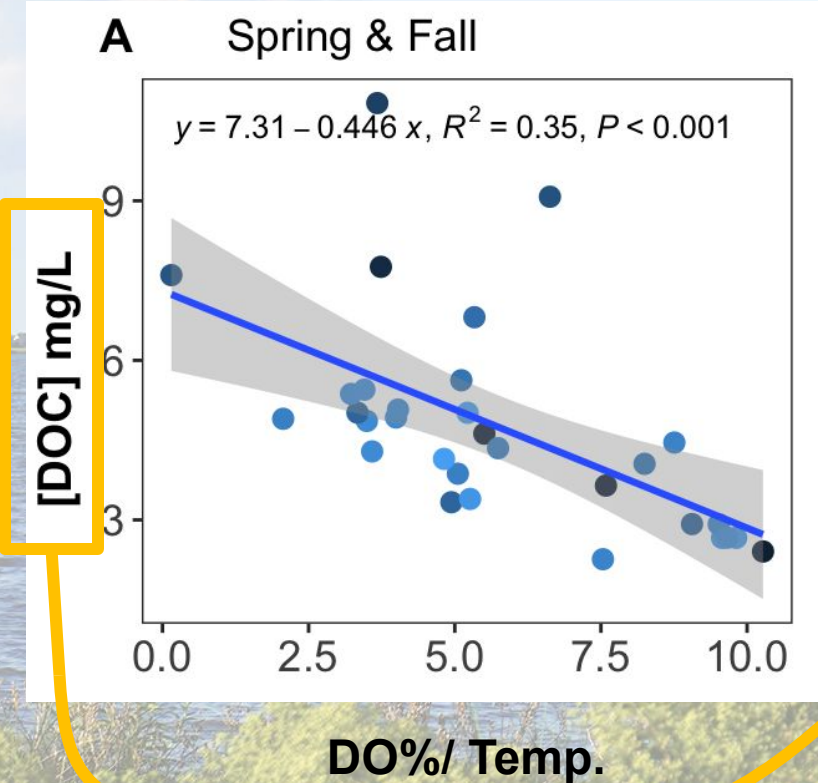 A Spring & Fall
y = 7.31 – 0.446 x, R² = 0.35, P < 0.001
[DOC] mg/L
9
6
3
0.0 2.5 5.0 7.5 10.0
DO%/ Temp.